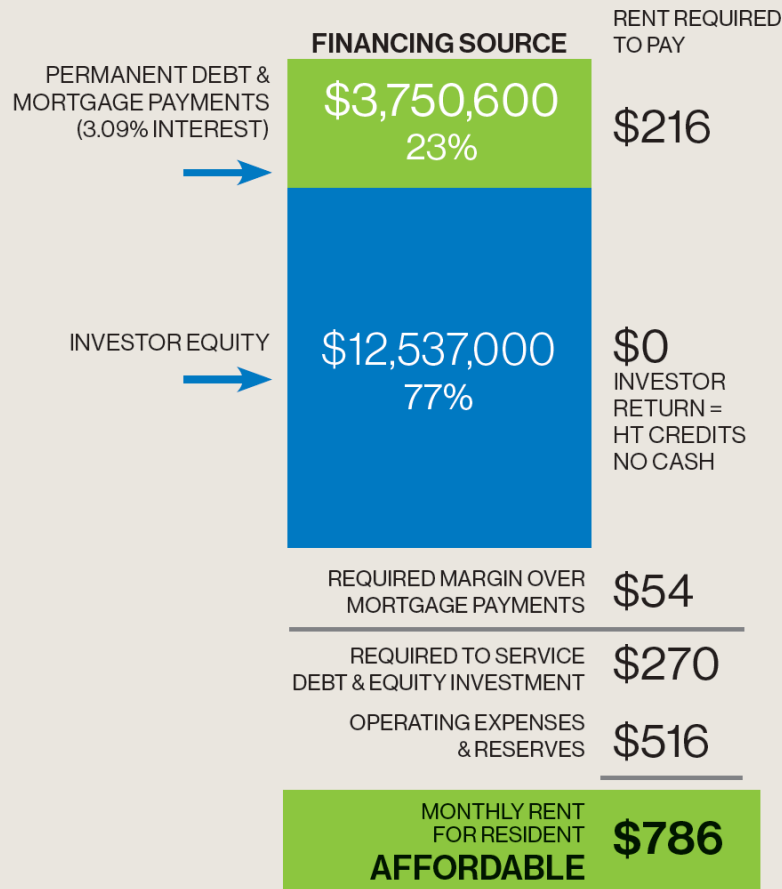 FINANCING SOURCE
RENT REQUIRED
TO PAY
PERMANENT DEBT &
MORTGAGE PAYMENTS
(3.09% INTEREST)
$3,750,600
23%
$216
INVESTOR EQUITY
$12,537,000
77%
$0
INVESTOR
RETURN =
HT CREDITS
NO CASH
REQUIRED MARGIN OVER
MORTGAGE PAYMENTS
$54
REQUIRED TO SERVICE
DEBT & EQUITY INVESTMENT
$270
OPERATING EXPENSES
& RESERVES
$516
MONTHLY RENT
FOR RESIDENT
AFFORDABLE
$786